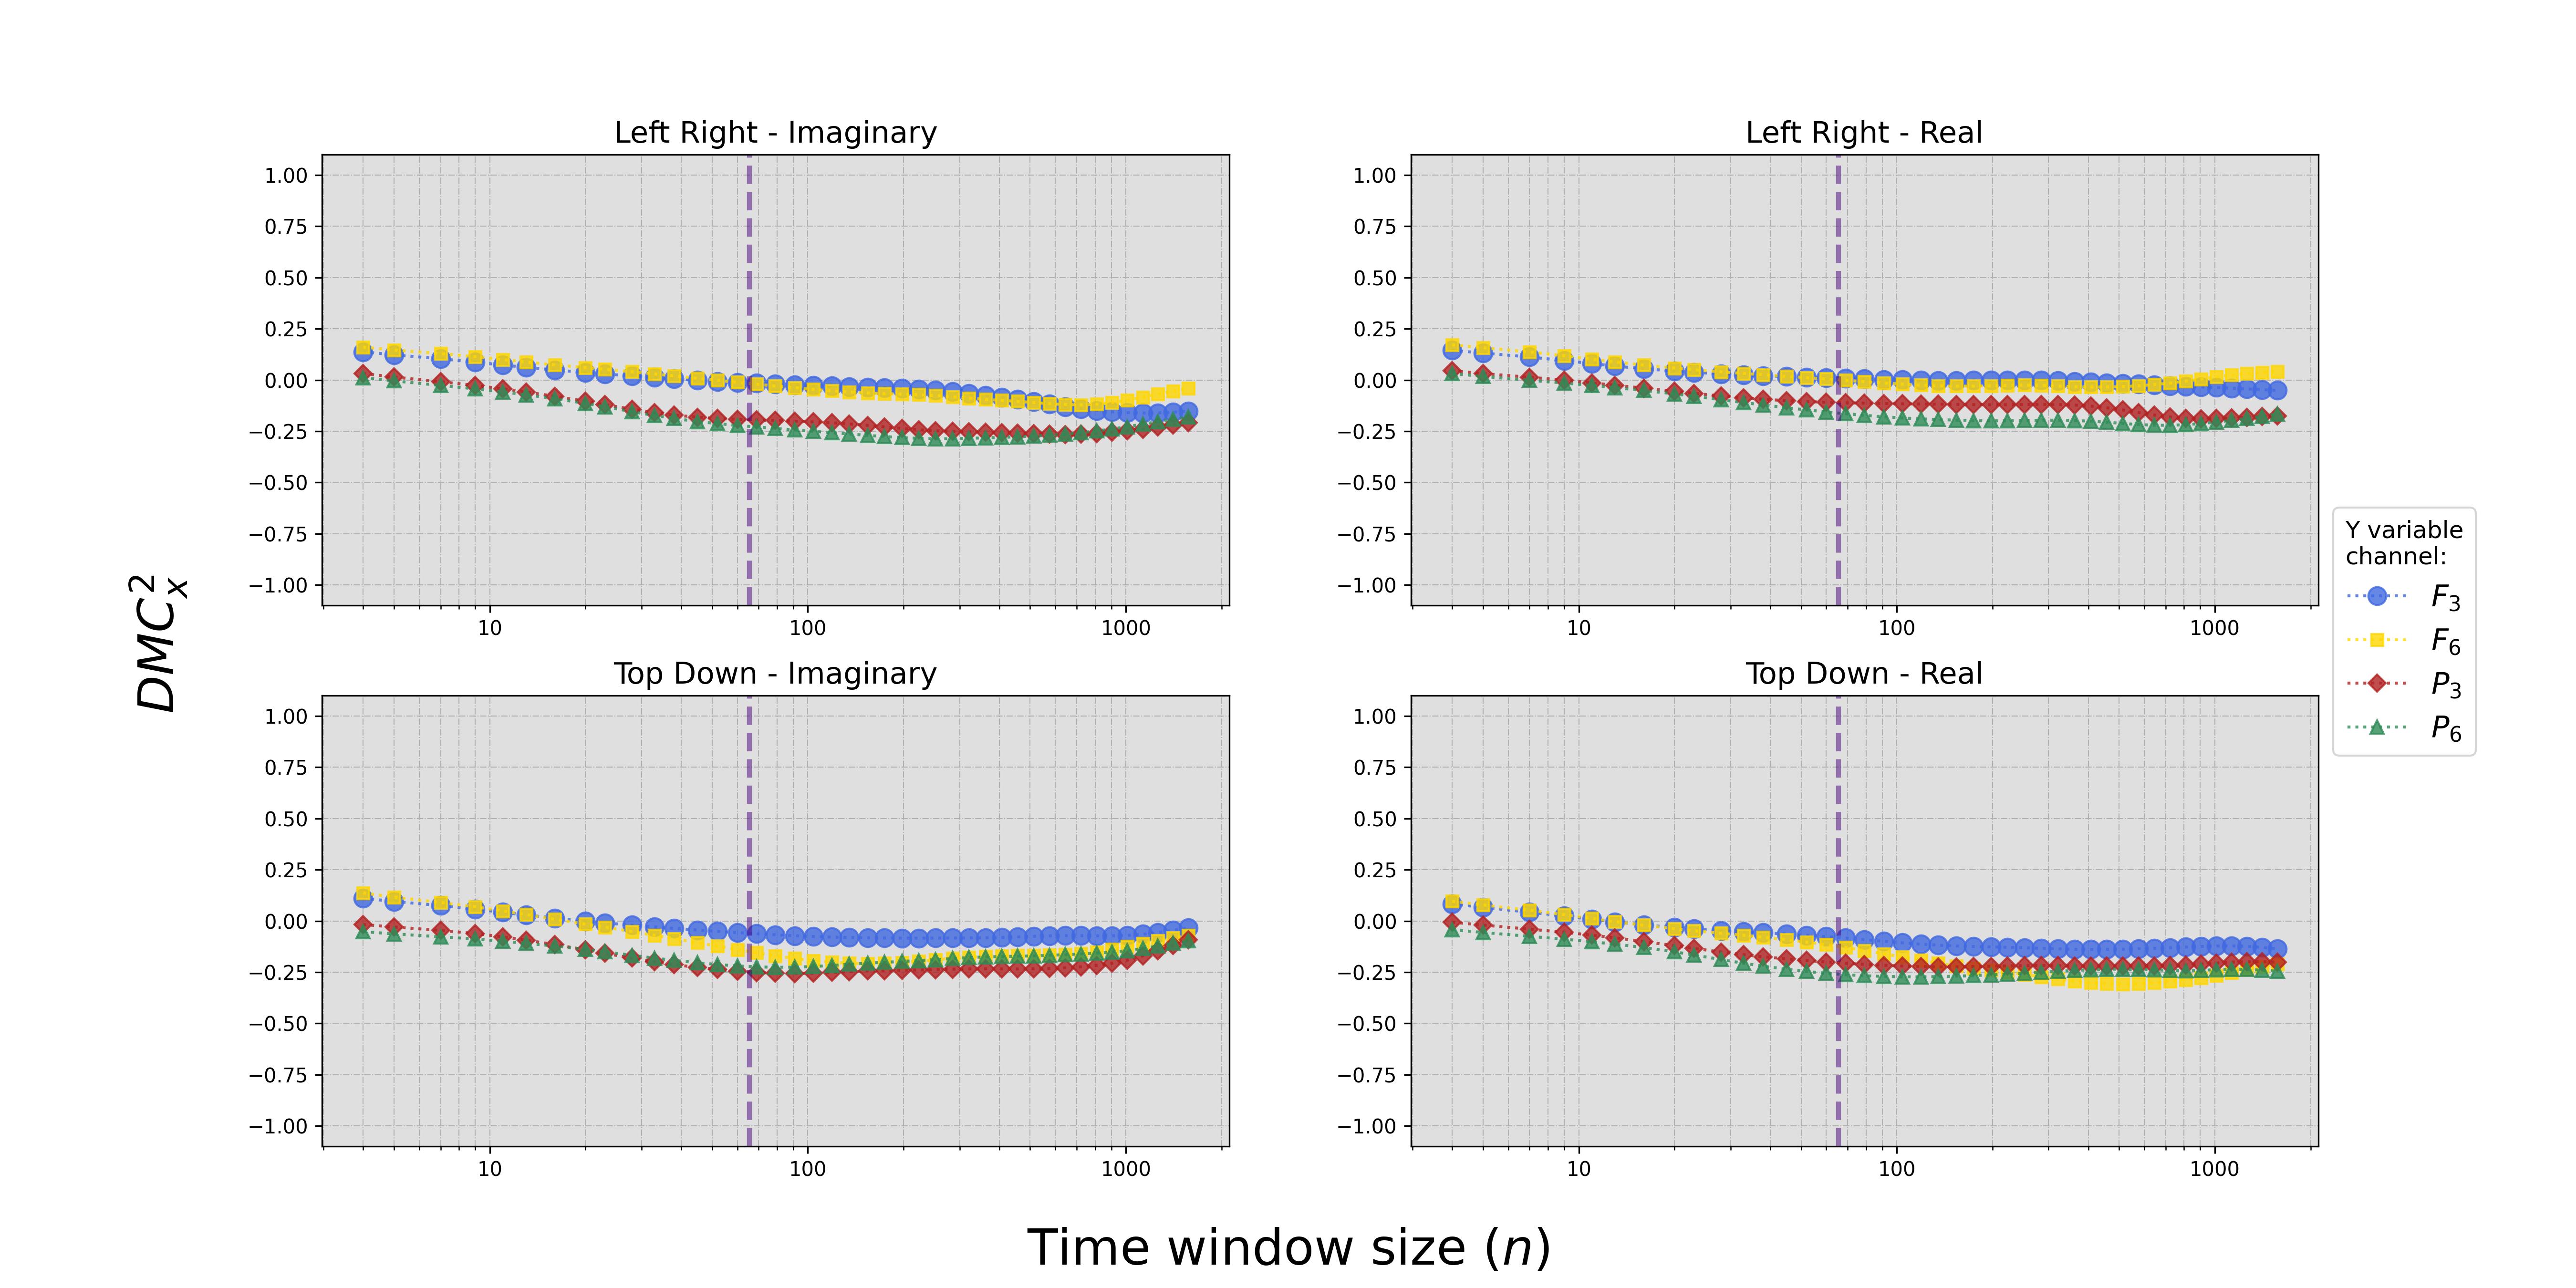 Left Right - Imaginary
1.00
0.75
0.50
0.25
0.00
−0.25
−0.50
−0.75
−1.00
10 100 1000
Left Right - Real
1.00
0.75
0.50
0.25
0.00
−0.25
−0.50
−0.75
−1.00
10 100 1000
Top Down - Imaginary
1.00
0.75
0.50
0.25
0.00
−0.25
−0.50
−0.75
−1.00
10 100 1000
Top Down - Real
1.00
0.75
0.50
0.25
0.00
−0.25
−0.50
−0.75
−1.00
10 100 1000
Y variable
channel:
F₃
F₆
P₃
P₆
DMC²ₓ
Time window size (n)